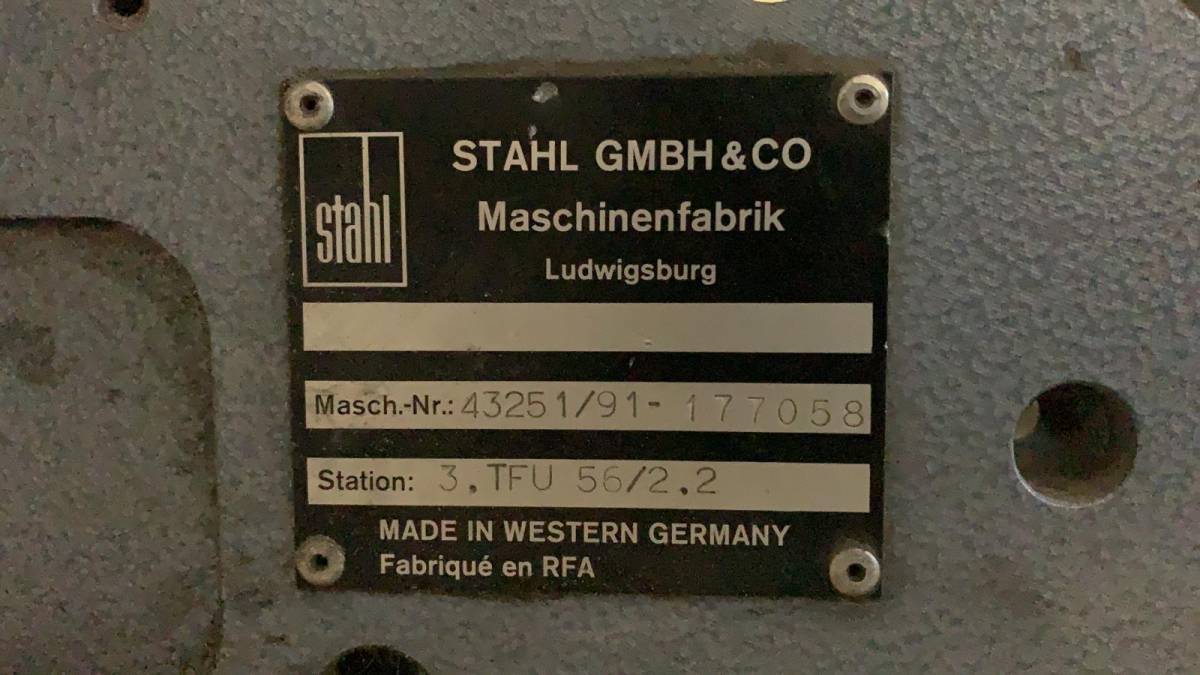 stahl
STAHL GMBH & CO
Maschinenfabrik
Ludwigsburg
Masch.-Nr.: 43251/91- 177058
Station: 3.TFU 56/2.2
MADE IN WESTERN GERMANY
Fabriqué en RFA